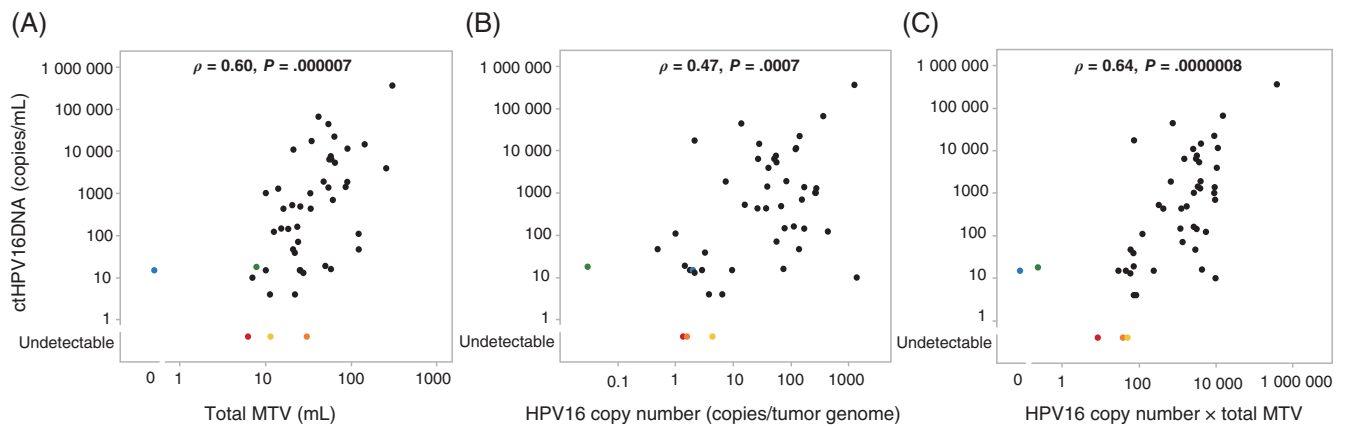 (A)
ρ = 0.60, P = .000007
ctHPV16DNA (copies/mL)
1 000 000
100 000
10 000
1000
100
10
1
Undetectable
0 1 10 100 1000
Total MTV (mL)
(B)
ρ = 0.47, P = .0007
1 000 000
100 000
10 000
1000
100
10
1
Undetectable
0.1 1 10 100 1000
HPV16 copy number (copies/tumor genome)
(C)
ρ = 0.64, P = .0000008
1 000 000
100 000
10 000
1000
100
10
1
Undetectable
0 1 100 10 000 1 000 000
HPV16 copy number × total MTV